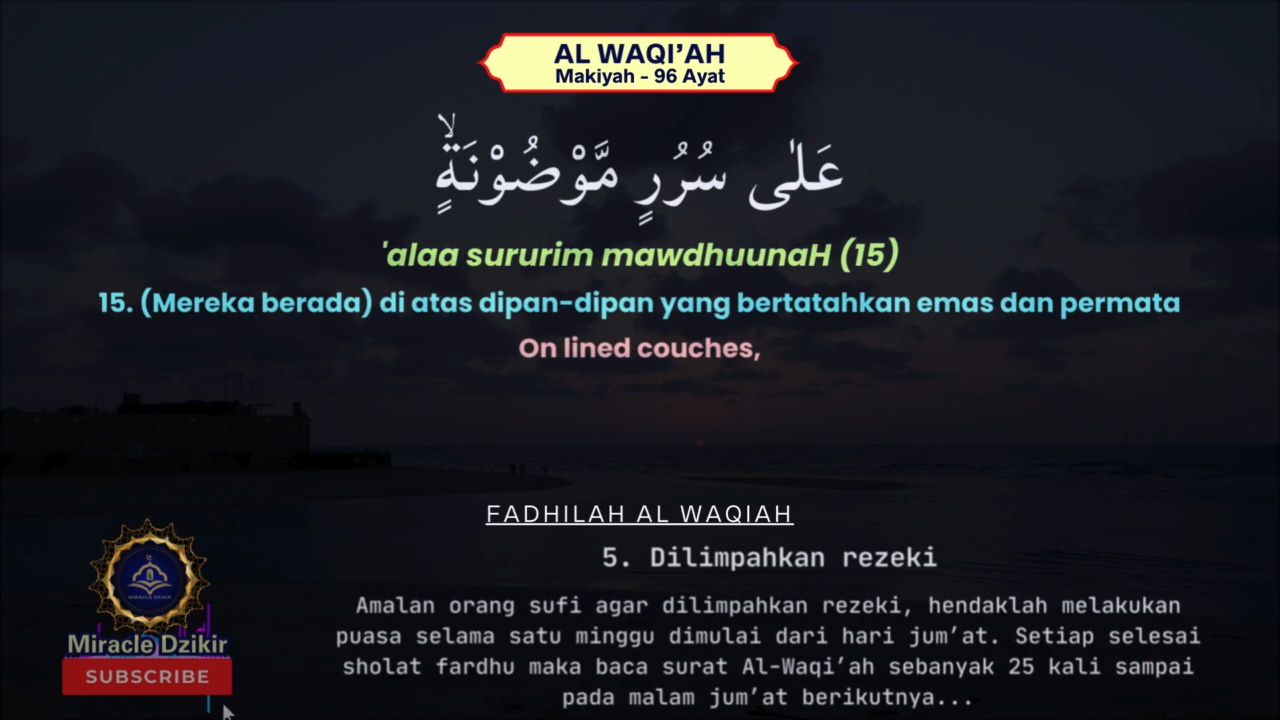 AL WAQI’AH
Makiyah - 96 Ayat
عَلٰى سُرُرٍ مَّوْضُوْنَةٍۙ
'alaa sururim mawdhuunaH (15)
15. (Mereka berada) di atas dipan-dipan yang bertatahkan emas dan permata
On lined couches,
FADHILAH AL WAQIAH
5. Dilimpahkan rezeki
Amalan orang sufi agar dilimpahkan rezeki, hendaklah melakukan
puasa selama satu minggu dimulai dari hari jum’at. Setiap selesai
sholat fardhu maka baca surat Al-Waqi’ah sebanyak 25 kali sampai
pada malam jum’at berikutnya...
MIRACLE DZIKIR
Miracle Dzikir
SUBSCRIBE